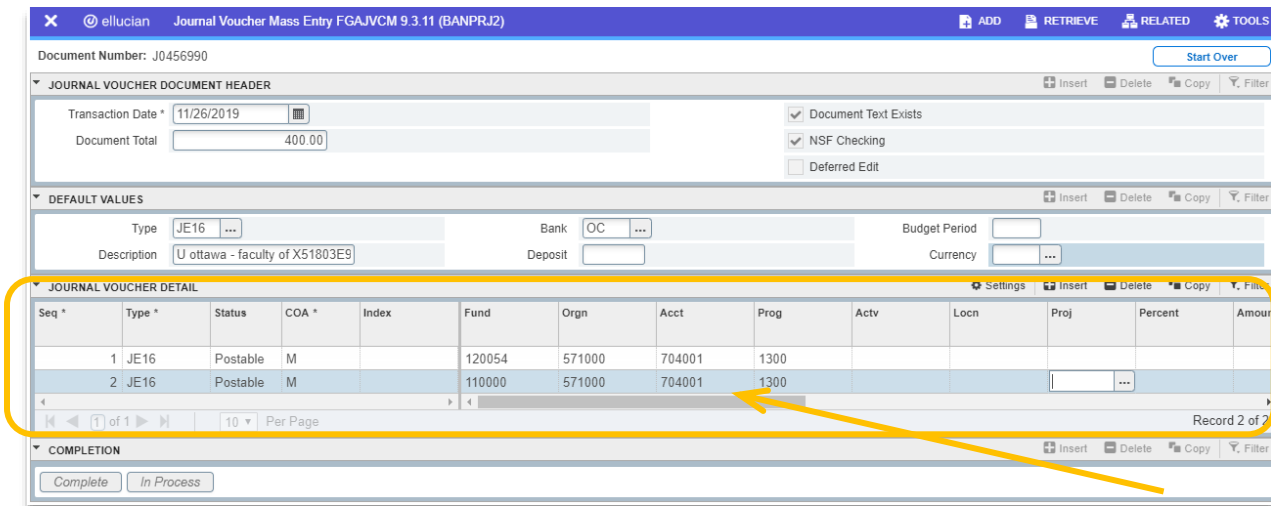 ellucian Journal Voucher Mass Entry FGAJVCM 9.3.11 (BANPRJ2) ADD RETRIEVE RELATED TOOLS
Document Number: J0456990 Start Over
JOURNAL VOUCHER DOCUMENT HEADER Insert Delete Copy Filter
Transaction Date * 11/26/2019 Document Text Exists
Document Total 400.00 NSF Checking
Deferred Edit
DEFAULT VALUES Insert Delete Copy Filter
Type JE16 ... Bank OC ... Budget Period
Description U ottawa - faculty of X51803E9 Deposit Currency ...
JOURNAL VOUCHER DETAIL Settings Insert Delete Copy Filter
Seq * Type * Status COA * Index Fund Orgn Acct Prog Actv Locn Proj Percent Amour
1 JE16 Postable M 120054 571000 704001 1300
2 JE16 Postable M 110000 571000 704001 1300 ...
1 of 1 10 Per Page Record 2 of 2
COMPLETION Insert Delete Copy Filter
Complete In Process